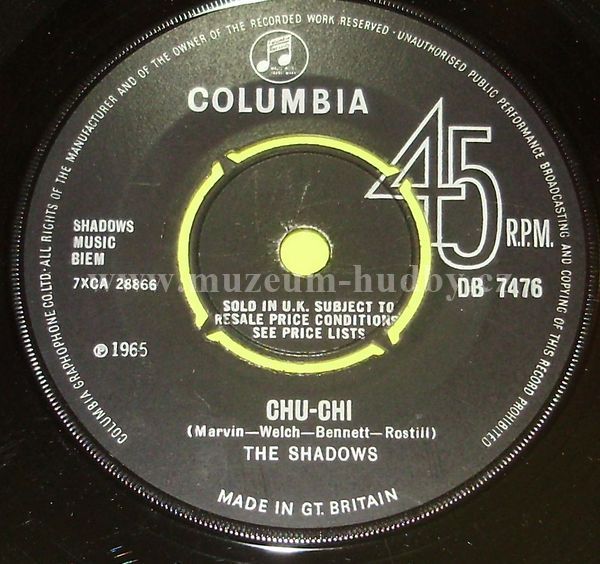 ALL RIGHTS OF THE MANUFACTURER AND OF THE OWNER OF THE RECORDED WORK RESERVED · UNAUTHORISED PUBLIC PERFORMANCE BROADCASTING AND COPYING OF THIS RECORD PROHIBITED
COLUMBIA GRAPHOPHONE CO. LTD.
COLUMBIA
45
R.P.M.
DB 7476
SHADOWS
MUSIC
BIEM
7XCA 28866
www.muzeum-hudby.cz
SOLD IN U.K. SUBJECT TO
RESALE PRICE CONDITIONS
SEE PRICE LISTS
℗ 1965
CHU-CHI
(Marvin—Welch—Bennett—Rostill)
THE SHADOWS
MADE IN GT. BRITAIN